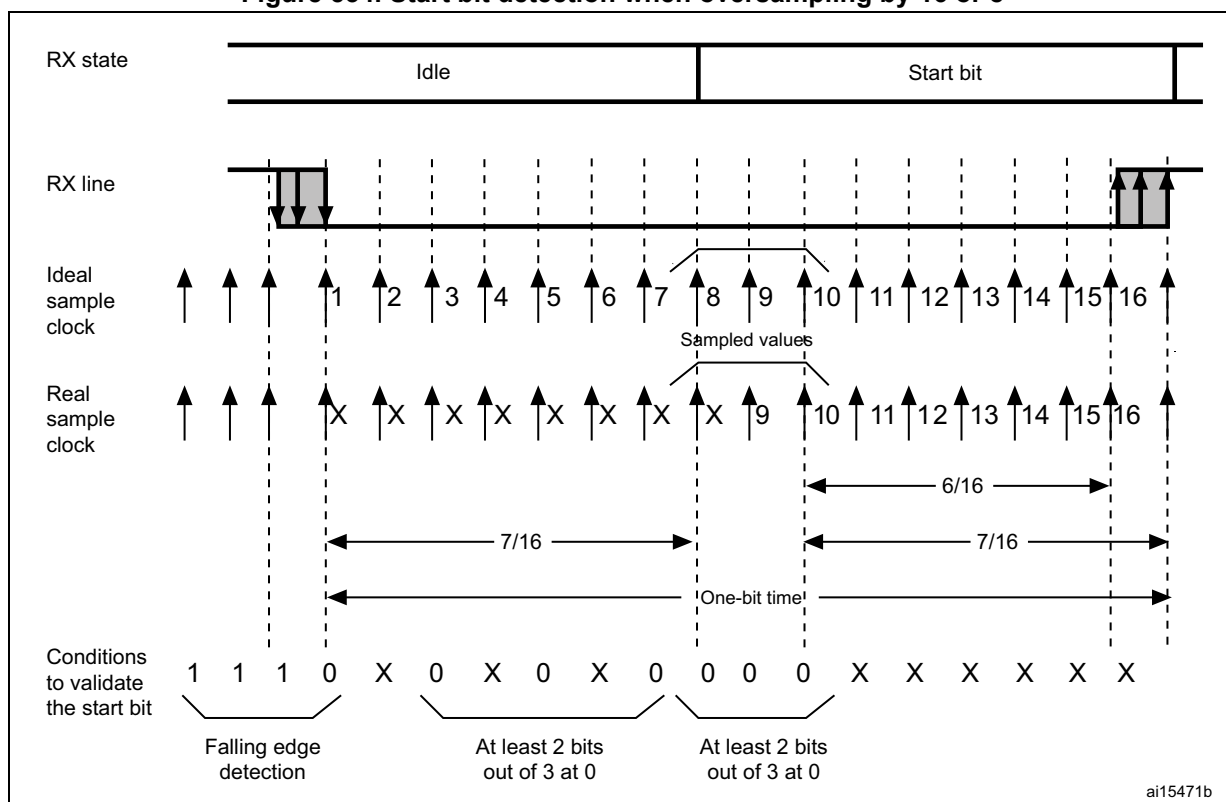 RX state
Idle
Start bit
RX line
Ideal
sample
clock
1 2 3 4 5 6 7 8 9 10 11 12 13 14 15 16
Sampled values
Real
sample
clock
X X X X X X X X 9 10 11 12 13 14 15 16
6/16
7/16
7/16
One-bit time
Conditions
to validate
the start bit
1 1 1 0 X 0 X 0 X 0 0 0 0 X X X X X X
Falling edge
detection
At least 2 bits
out of 3 at 0
At least 2 bits
out of 3 at 0
ai15471b